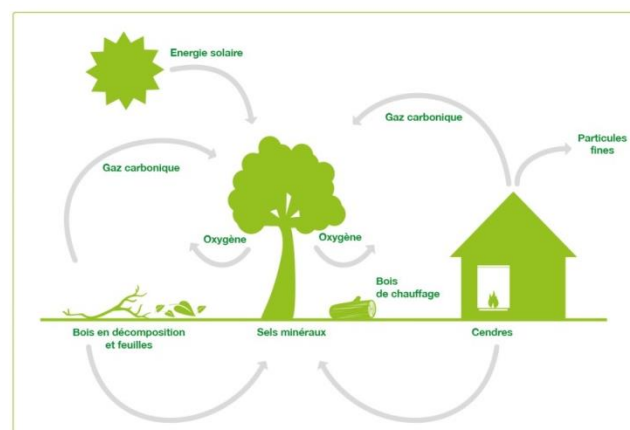 Energie solaire
Gaz carbonique
Particules
fines
Gaz carbonique
Oxygène
Oxygène
Bois
de chauffage
Bois en décomposition
et feuilles
Sels minéraux
Cendres